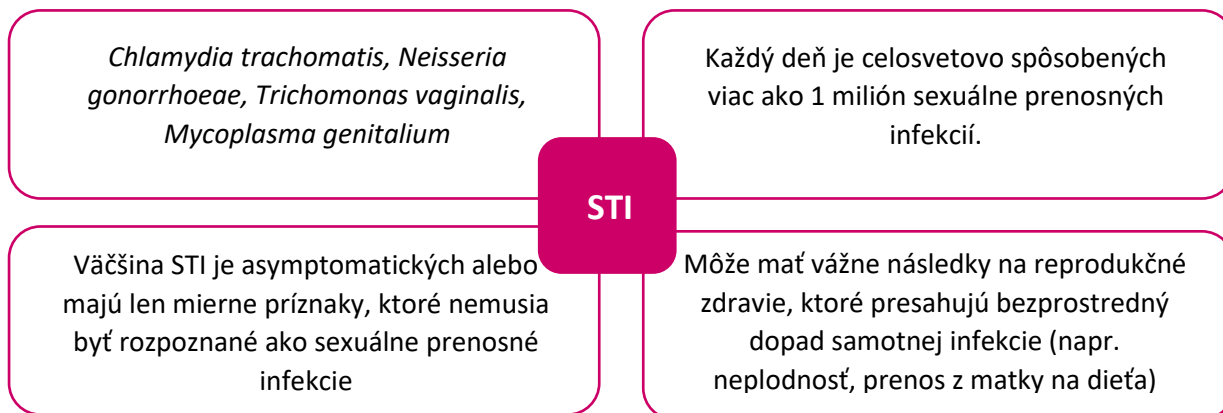 Chlamydia trachomatis, Neisseria
gonorrhoeae, Trichomonas vaginalis,
Mycoplasma genitalium
Každý deň je celosvetovo spôsobených
viac ako 1 milión sexuálne prenosných
infekcií.
STI
Väčšina STI je asymptomatických alebo
majú len mierne príznaky, ktoré nemusia
byť rozpoznané ako sexuálne prenosné
infekcie
Môže mať vážne následky na reprodukčné
zdravie, ktoré presahujú bezprostredný
dopad samotnej infekcie (napr.
neplodnosť, prenos z matky na dieťa)